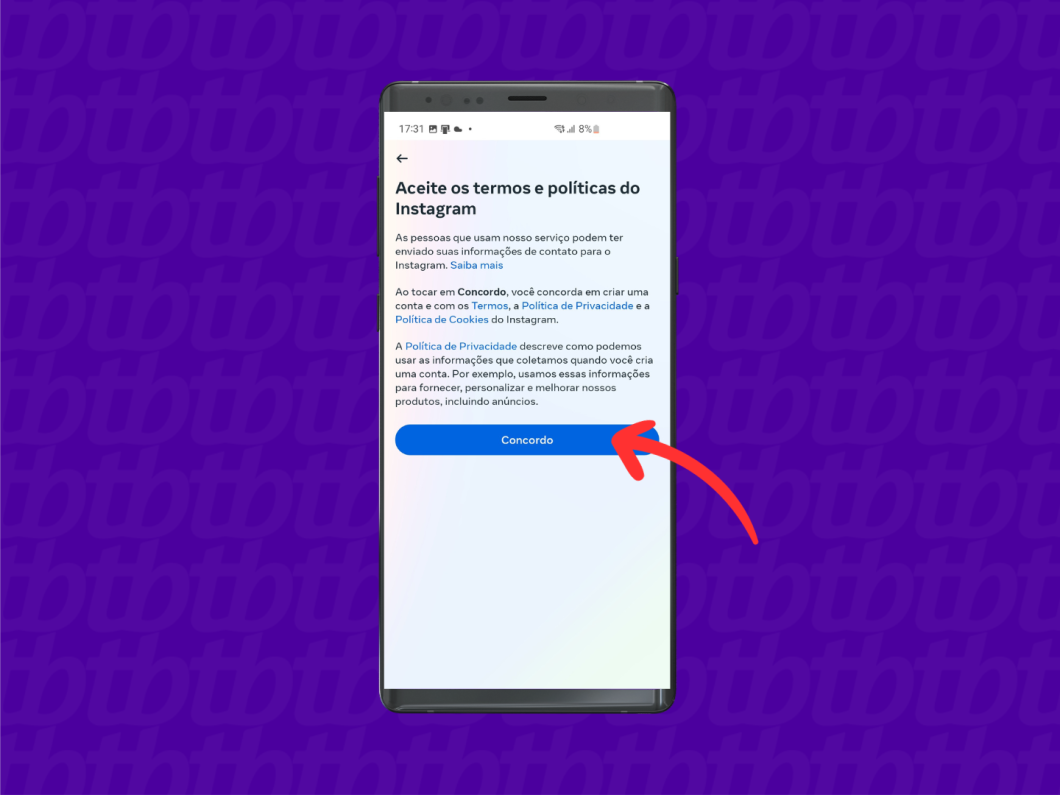 17:31
8%
Aceite os termos e políticas do
Instagram
As pessoas que usam nosso serviço podem ter
enviado suas informações de contato para o
Instagram. Saiba mais
Ao tocar em Concordo, você concorda em criar uma
conta e com os Termos, a Política de Privacidade e a
Política de Cookies do Instagram.
A Política de Privacidade descreve como podemos
usar as informações que coletamos quando você cria
uma conta. Por exemplo, usamos essas informações
para fornecer, personalizar e melhorar nossos
produtos, incluindo anúncios.
Concordo